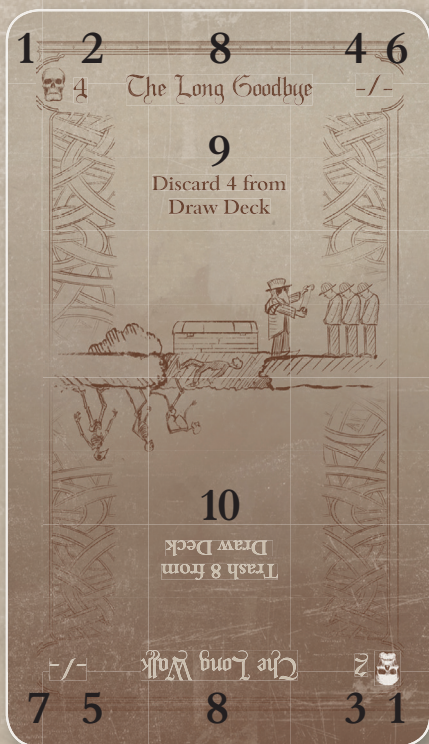 1 2 8 4 6
4 The Long Goodbye -/-
9
Discard 4 from
Draw Deck
10
Trash 8 from
Draw Deck
2 The Long Walk -/-
7 5 8 3 1